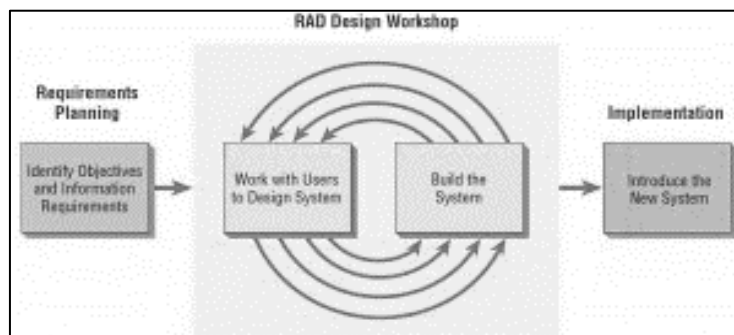 RAD Design Workshop
Requirements
Planning
Identify Objectives
and Information
Requirements
Work with Users
to Design System
Build the
System
Implementation
Introduce the
New System